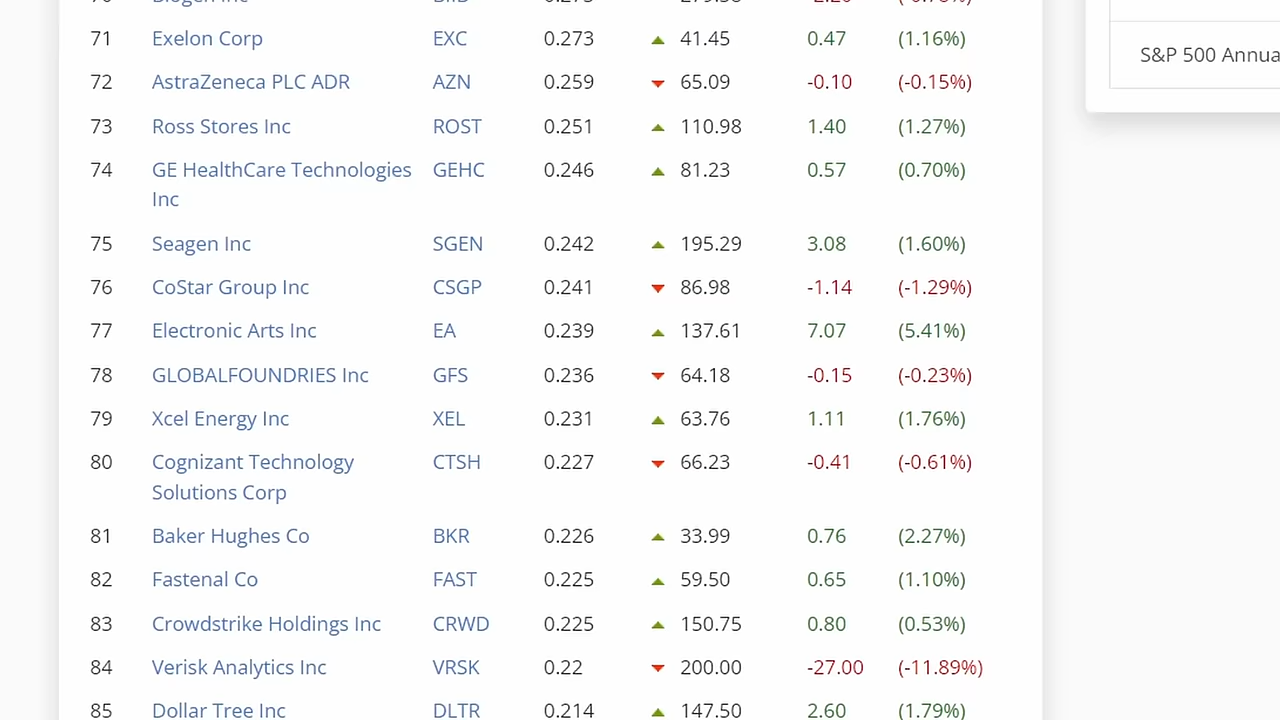 71 Exelon Corp EXC 0.273 41.45 0.47 (1.16%)
S&P 500 Annua
72 AstraZeneca PLC ADR AZN 0.259 65.09 -0.10 (-0.15%)
73 Ross Stores Inc ROST 0.251 110.98 1.40 (1.27%)
74 GE HealthCare Technologies GEHC 0.246 81.23 0.57 (0.70%)
Inc
75 Seagen Inc SGEN 0.242 195.29 3.08 (1.60%)
76 CoStar Group Inc CSGP 0.241 86.98 -1.14 (-1.29%)
77 Electronic Arts Inc EA 0.239 137.61 7.07 (5.41%)
78 GLOBALFOUNDRIES Inc GFS 0.236 64.18 -0.15 (-0.23%)
79 Xcel Energy Inc XEL 0.231 63.76 1.11 (1.76%)
80 Cognizant Technology CTSH 0.227 66.23 -0.41 (-0.61%)
Solutions Corp
81 Baker Hughes Co BKR 0.226 33.99 0.76 (2.27%)
82 Fastenal Co FAST 0.225 59.50 0.65 (1.10%)
83 Crowdstrike Holdings Inc CRWD 0.225 150.75 0.80 (0.53%)
84 Verisk Analytics Inc VRSK 0.22 200.00 -27.00 (-11.89%)
85 Dollar Tree Inc DLTR 0.214 147.50 2.60 (1.79%)